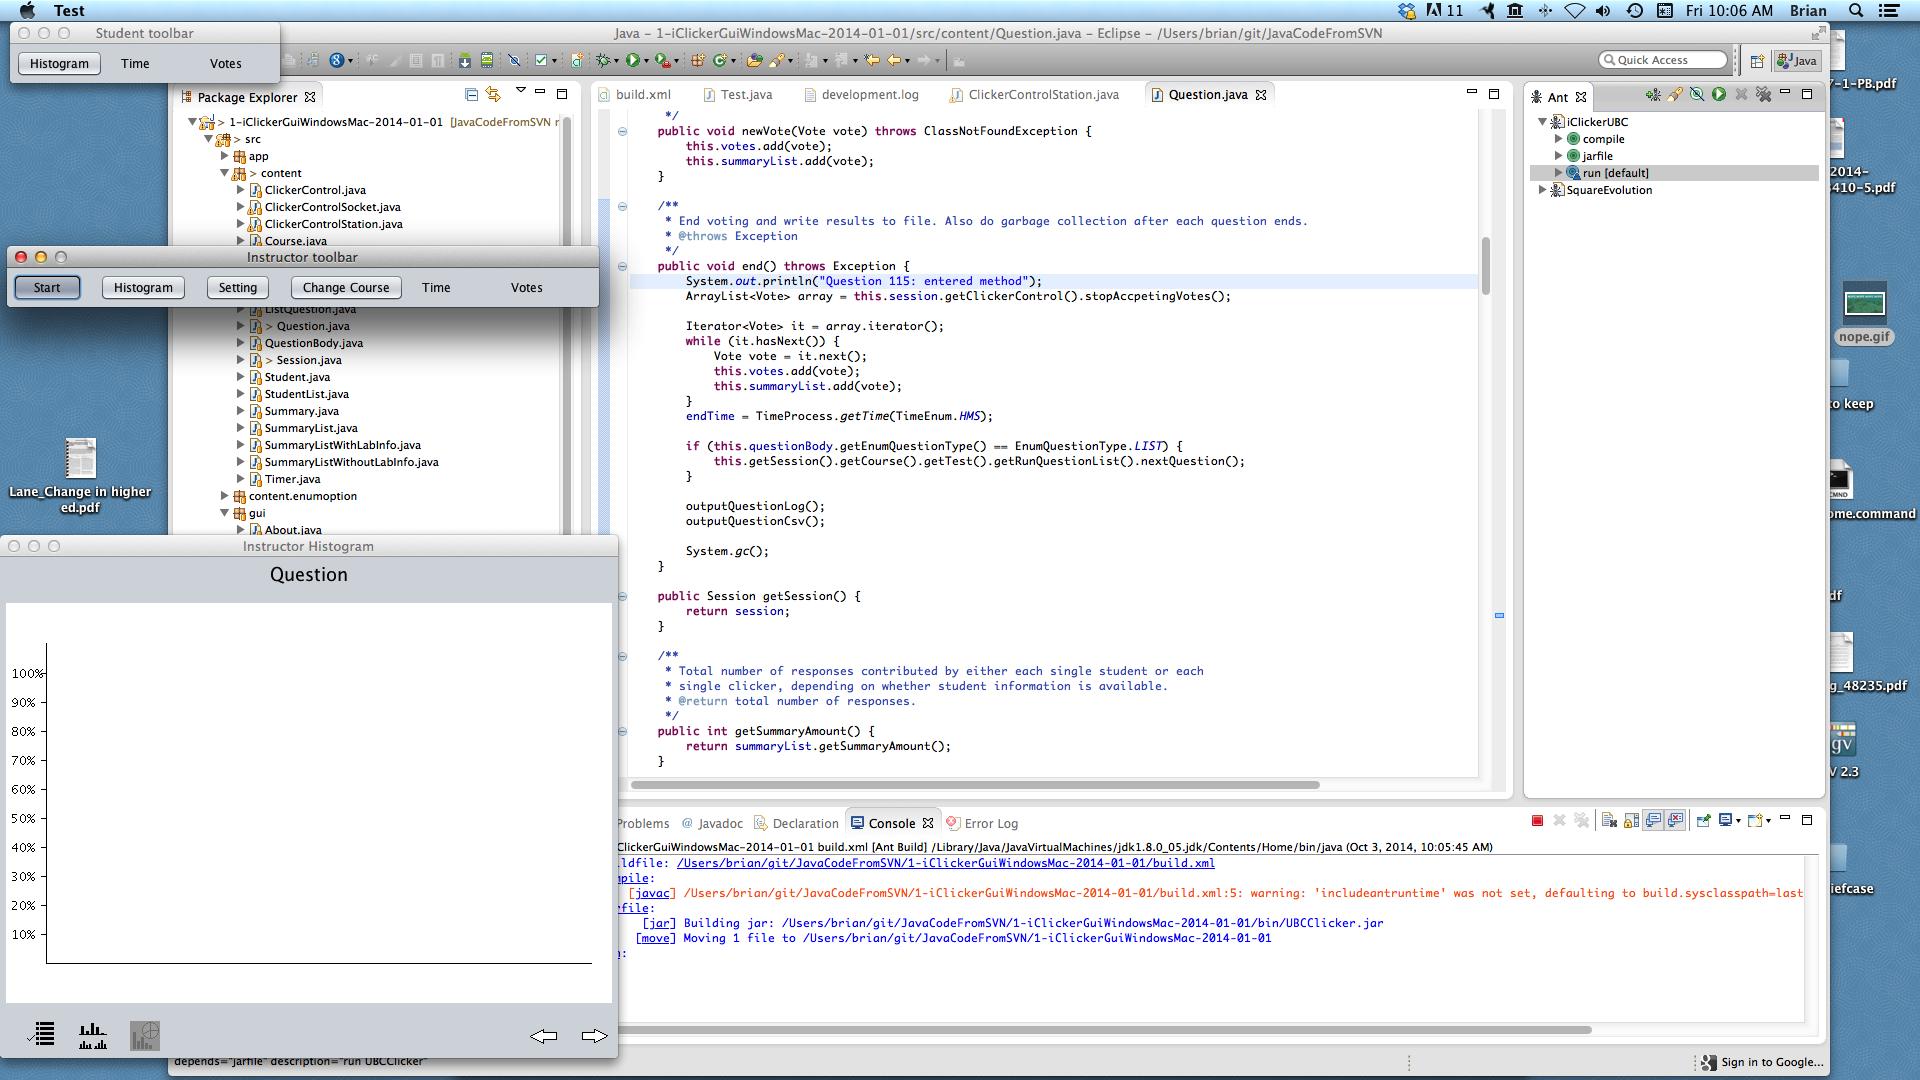 Test
11
Fri 10:06 AM
Brian
Student toolbar
Histogram
Time
Votes
Java – 1-iClickerGuiWindowsMac-2014-01-01/src/content/Question.java – Eclipse – /Users/brian/git/JavaCodeFromSVN
Quick Access
Java
Package Explorer
> 1-iClickerGuiWindowsMac-2014-01-01 [JavaCodeFromSVN r
> src
app
> content
ClickerControl.java
ClickerControlSocket.java
ClickerControlStation.java
Course.java
Instructor toolbar
Start
Histogram
Setting
Change Course
Time
Votes
ListQuestion.java
> Question.java
QuestionBody.java
> Session.java
Student.java
StudentList.java
Summary.java
SummaryList.java
SummaryListWithLabInfo.java
SummaryListWithoutLabInfo.java
Timer.java
content.enumoption
gui
About.java
Lane_Change in higher
ed.pdf
Instructor Histogram
Question
100%
90%
80%
70%
60%
50%
40%
30%
20%
10%
depends="jarfile" description="run UBCClicker"
build.xml
Test.java
development.log
ClickerControlStation.java
Question.java
*/
public void newVote(Vote vote) throws ClassNotFoundException {
this.votes.add(vote);
this.summaryList.add(vote);
}
/**
* End voting and write results to file. Also do garbage collection after each question ends.
* @throws Exception
*/
public void end() throws Exception {
System.out.println("Question 115: entered method");
ArrayList<Vote> array = this.session.getClickerControl().stopAccpetingVotes();
Iterator<Vote> it = array.iterator();
while (it.hasNext()) {
Vote vote = it.next();
this.votes.add(vote);
this.summaryList.add(vote);
}
endTime = TimeProcess.getTime(TimeEnum.HMS);
if (this.questionBody.getEnumQuestionType() == EnumQuestionType.LIST) {
this.getSession().getCourse().getTest().getRunQuestionList().nextQuestion();
}
outputQuestionLog();
outputQuestionCsv();
System.gc();
}
public Session getSession() {
return session;
}
/**
* Total number of responses contributed by either each single student or each
* single clicker, depending on whether student information is available.
* @return total number of responses.
*/
public int getSummaryAmount() {
return summaryList.getSummaryAmount();
}
Ant
iClickerUBC
compile
jarfile
run [default]
SquareEvolution
Problems
@ Javadoc
Declaration
Console
Error Log
ClickerGuiWindowsMac-2014-01-01 build.xml [Ant Build] /Library/Java/JavaVirtualMachines/jdk1.8.0_05.jdk/Contents/Home/bin/java (Oct 3, 2014, 10:05:45 AM)
ldfile: /Users/brian/git/JavaCodeFromSVN/1-iClickerGuiWindowsMac-2014-01-01/build.xml
mpile:
[javac] /Users/brian/git/JavaCodeFromSVN/1-iClickerGuiWindowsMac-2014-01-01/build.xml:5: warning: 'includeantruntime' was not set, defaulting to build.sysclasspath=last
rfile:
[jar] Building jar: /Users/brian/git/JavaCodeFromSVN/1-iClickerGuiWindowsMac-2014-01-01/bin/UBCClicker.jar
[move] Moving 1 file to /Users/brian/git/JavaCodeFromSVN/1-iClickerGuiWindowsMac-2014-01-01
n:
Sign in to Google...
7-1-PB.pdf
2014-
3410-5.pdf
nope.gif
to keep
CMND
ome.command
df
g_48235.pdf
gv
V 2.3
iefcase